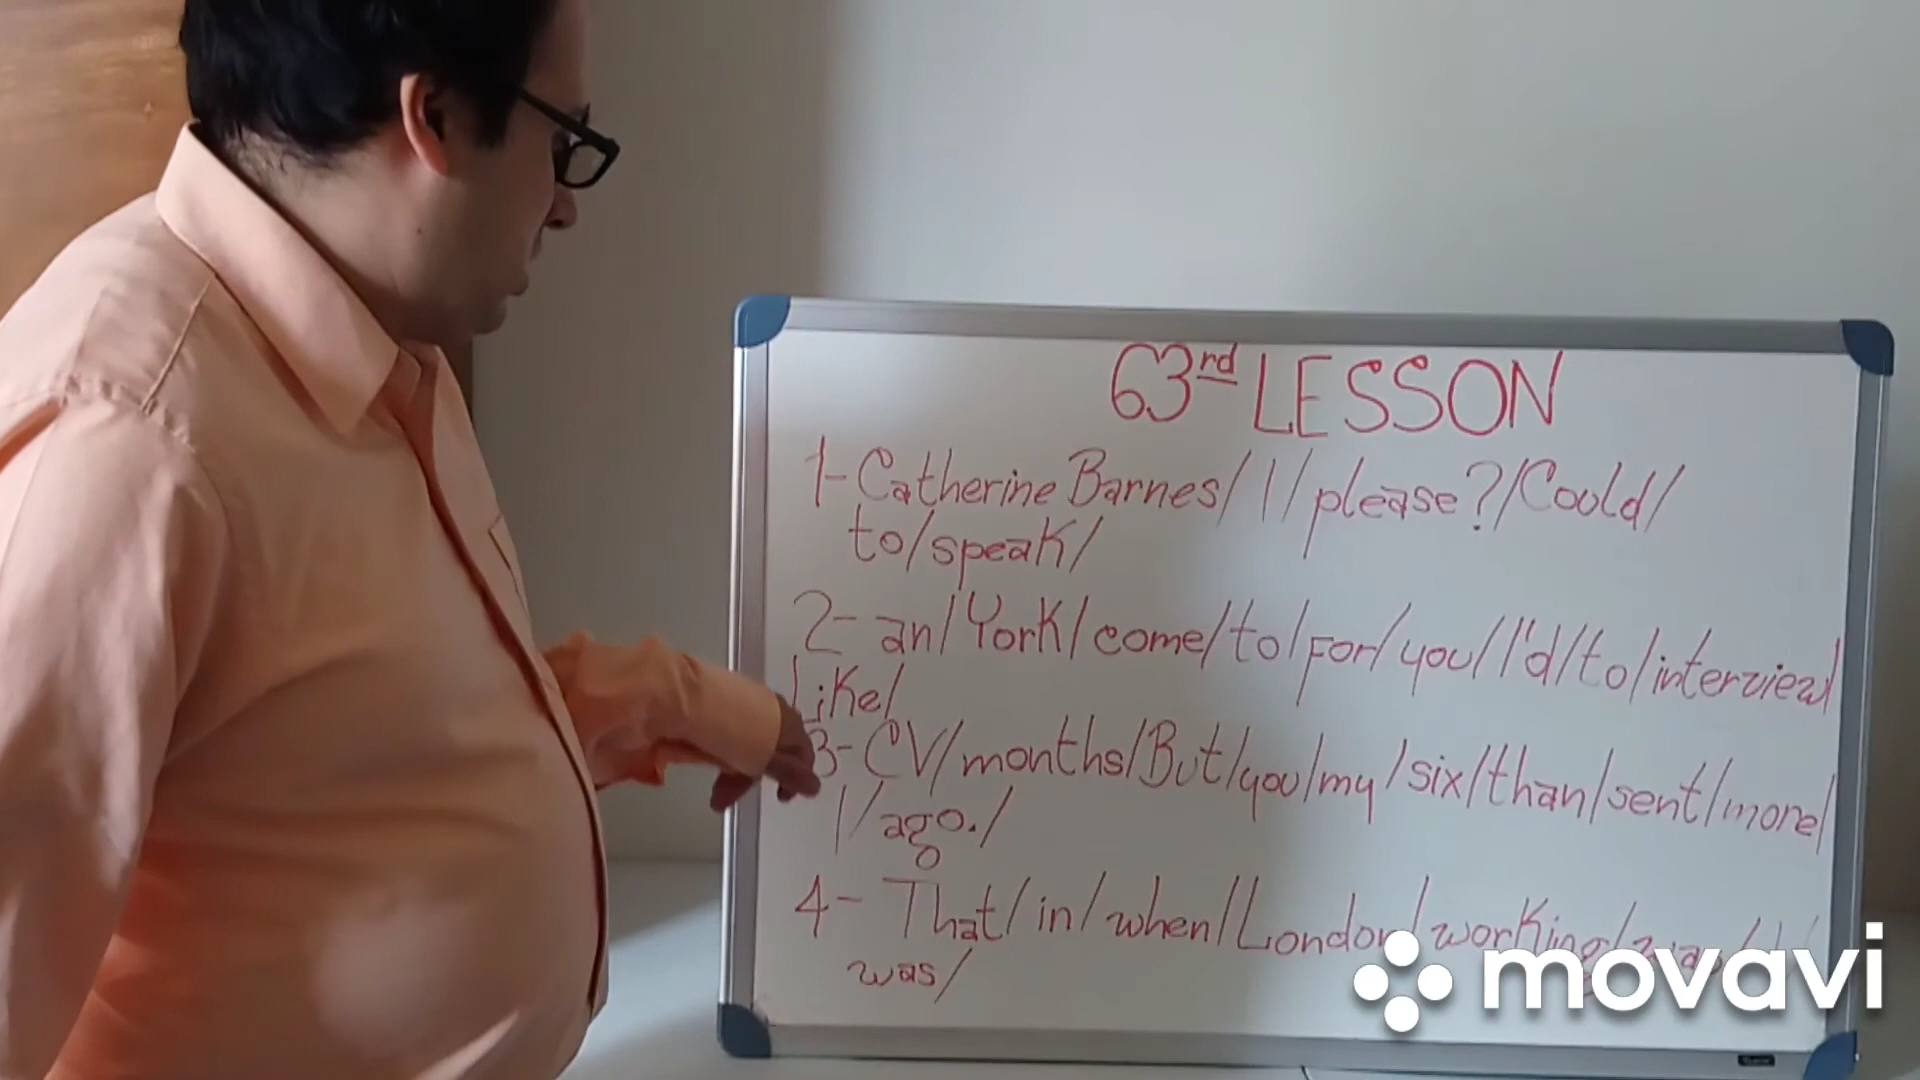 63rd LESSON
1- Catherine Barnes/I/please?/Could/
to/speak/
2- an/York/come/to/for/you/I'd/to/interview/
Like/
3- CV/months/But/you/my/six/than/sent/more/
I/ago./
4- That/in/when/London/working/was/I/
was/
movavi